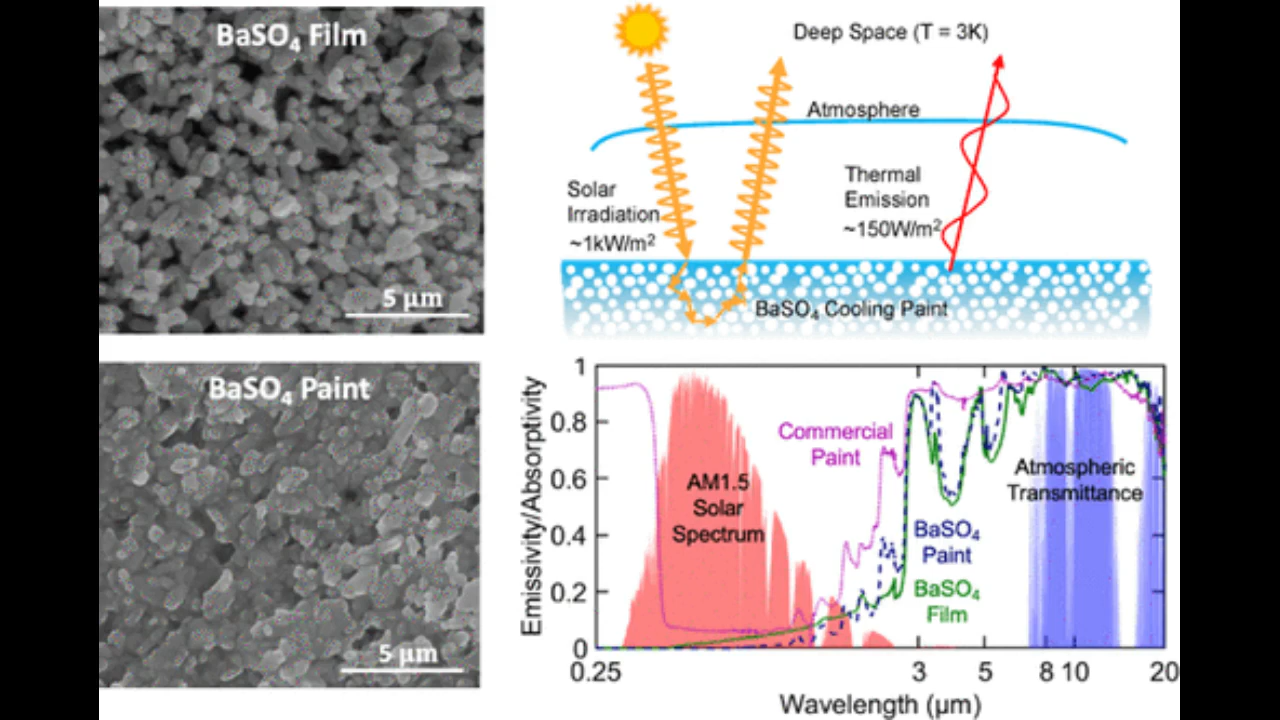 BaSO₄ Film
5 µm
BaSO₄ Paint
5 µm
Deep Space (T = 3K)
Atmosphere
Solar
Irradiation
~1kW/m²
Thermal
Emission
~150W/m²
BaSO₄ Cooling Paint
Emissivity/Absorptivity
1
0.8
0.6
0.4
0.2
0
Commercial
Paint
AM1.5
Solar
Spectrum
Atmospheric
Transmittance
BaSO₄
Paint
BaSO₄
Film
0.25 3 5 8 10 20
Wavelength (µm)